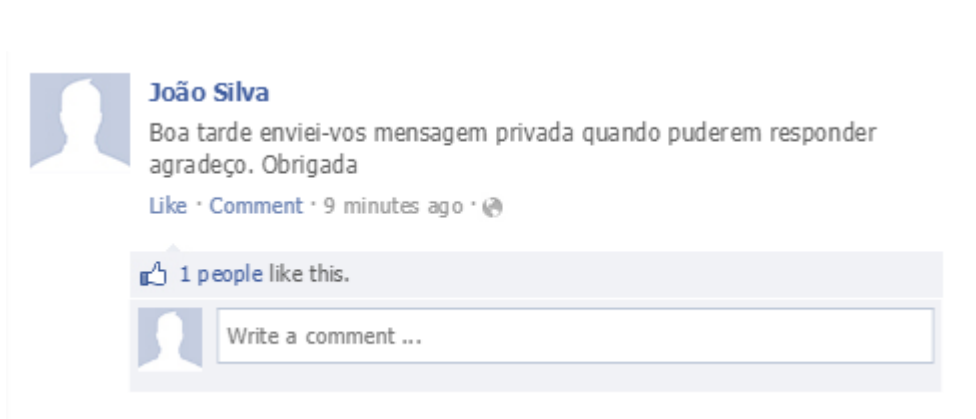 João Silva
Boa tarde enviei-vos mensagem privada quando puderem responder
agradeço. Obrigada
Like · Comment · 9 minutes ago ·
1 people like this.
Write a comment ...